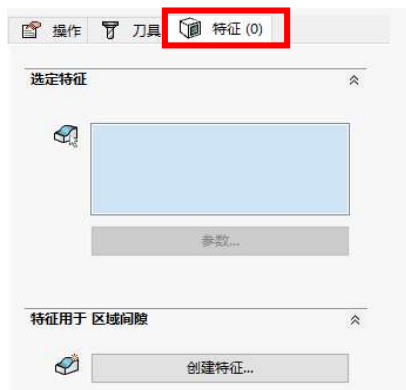 操作 刀具 特征 (0)
选定特征
参数...
特征用于 区域间隙
创建特征...